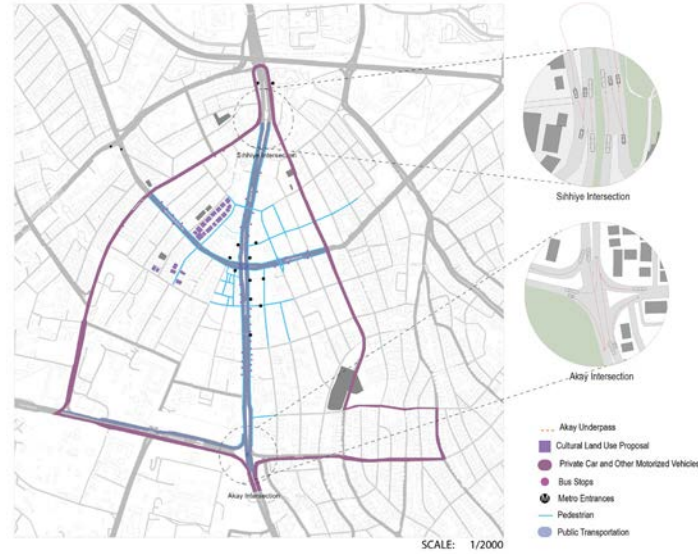 Sıhhiye Intersection
Akay Intersection
SCALE: 1/2000
Sıhhiye Intersection
Akay Intersection
Akay Underpass
Cultural Land Use Proposal
Private Car and Other Motorized Vehicles
Bus Stops
M Metro Entrances
Pedestrian
Public Transportation